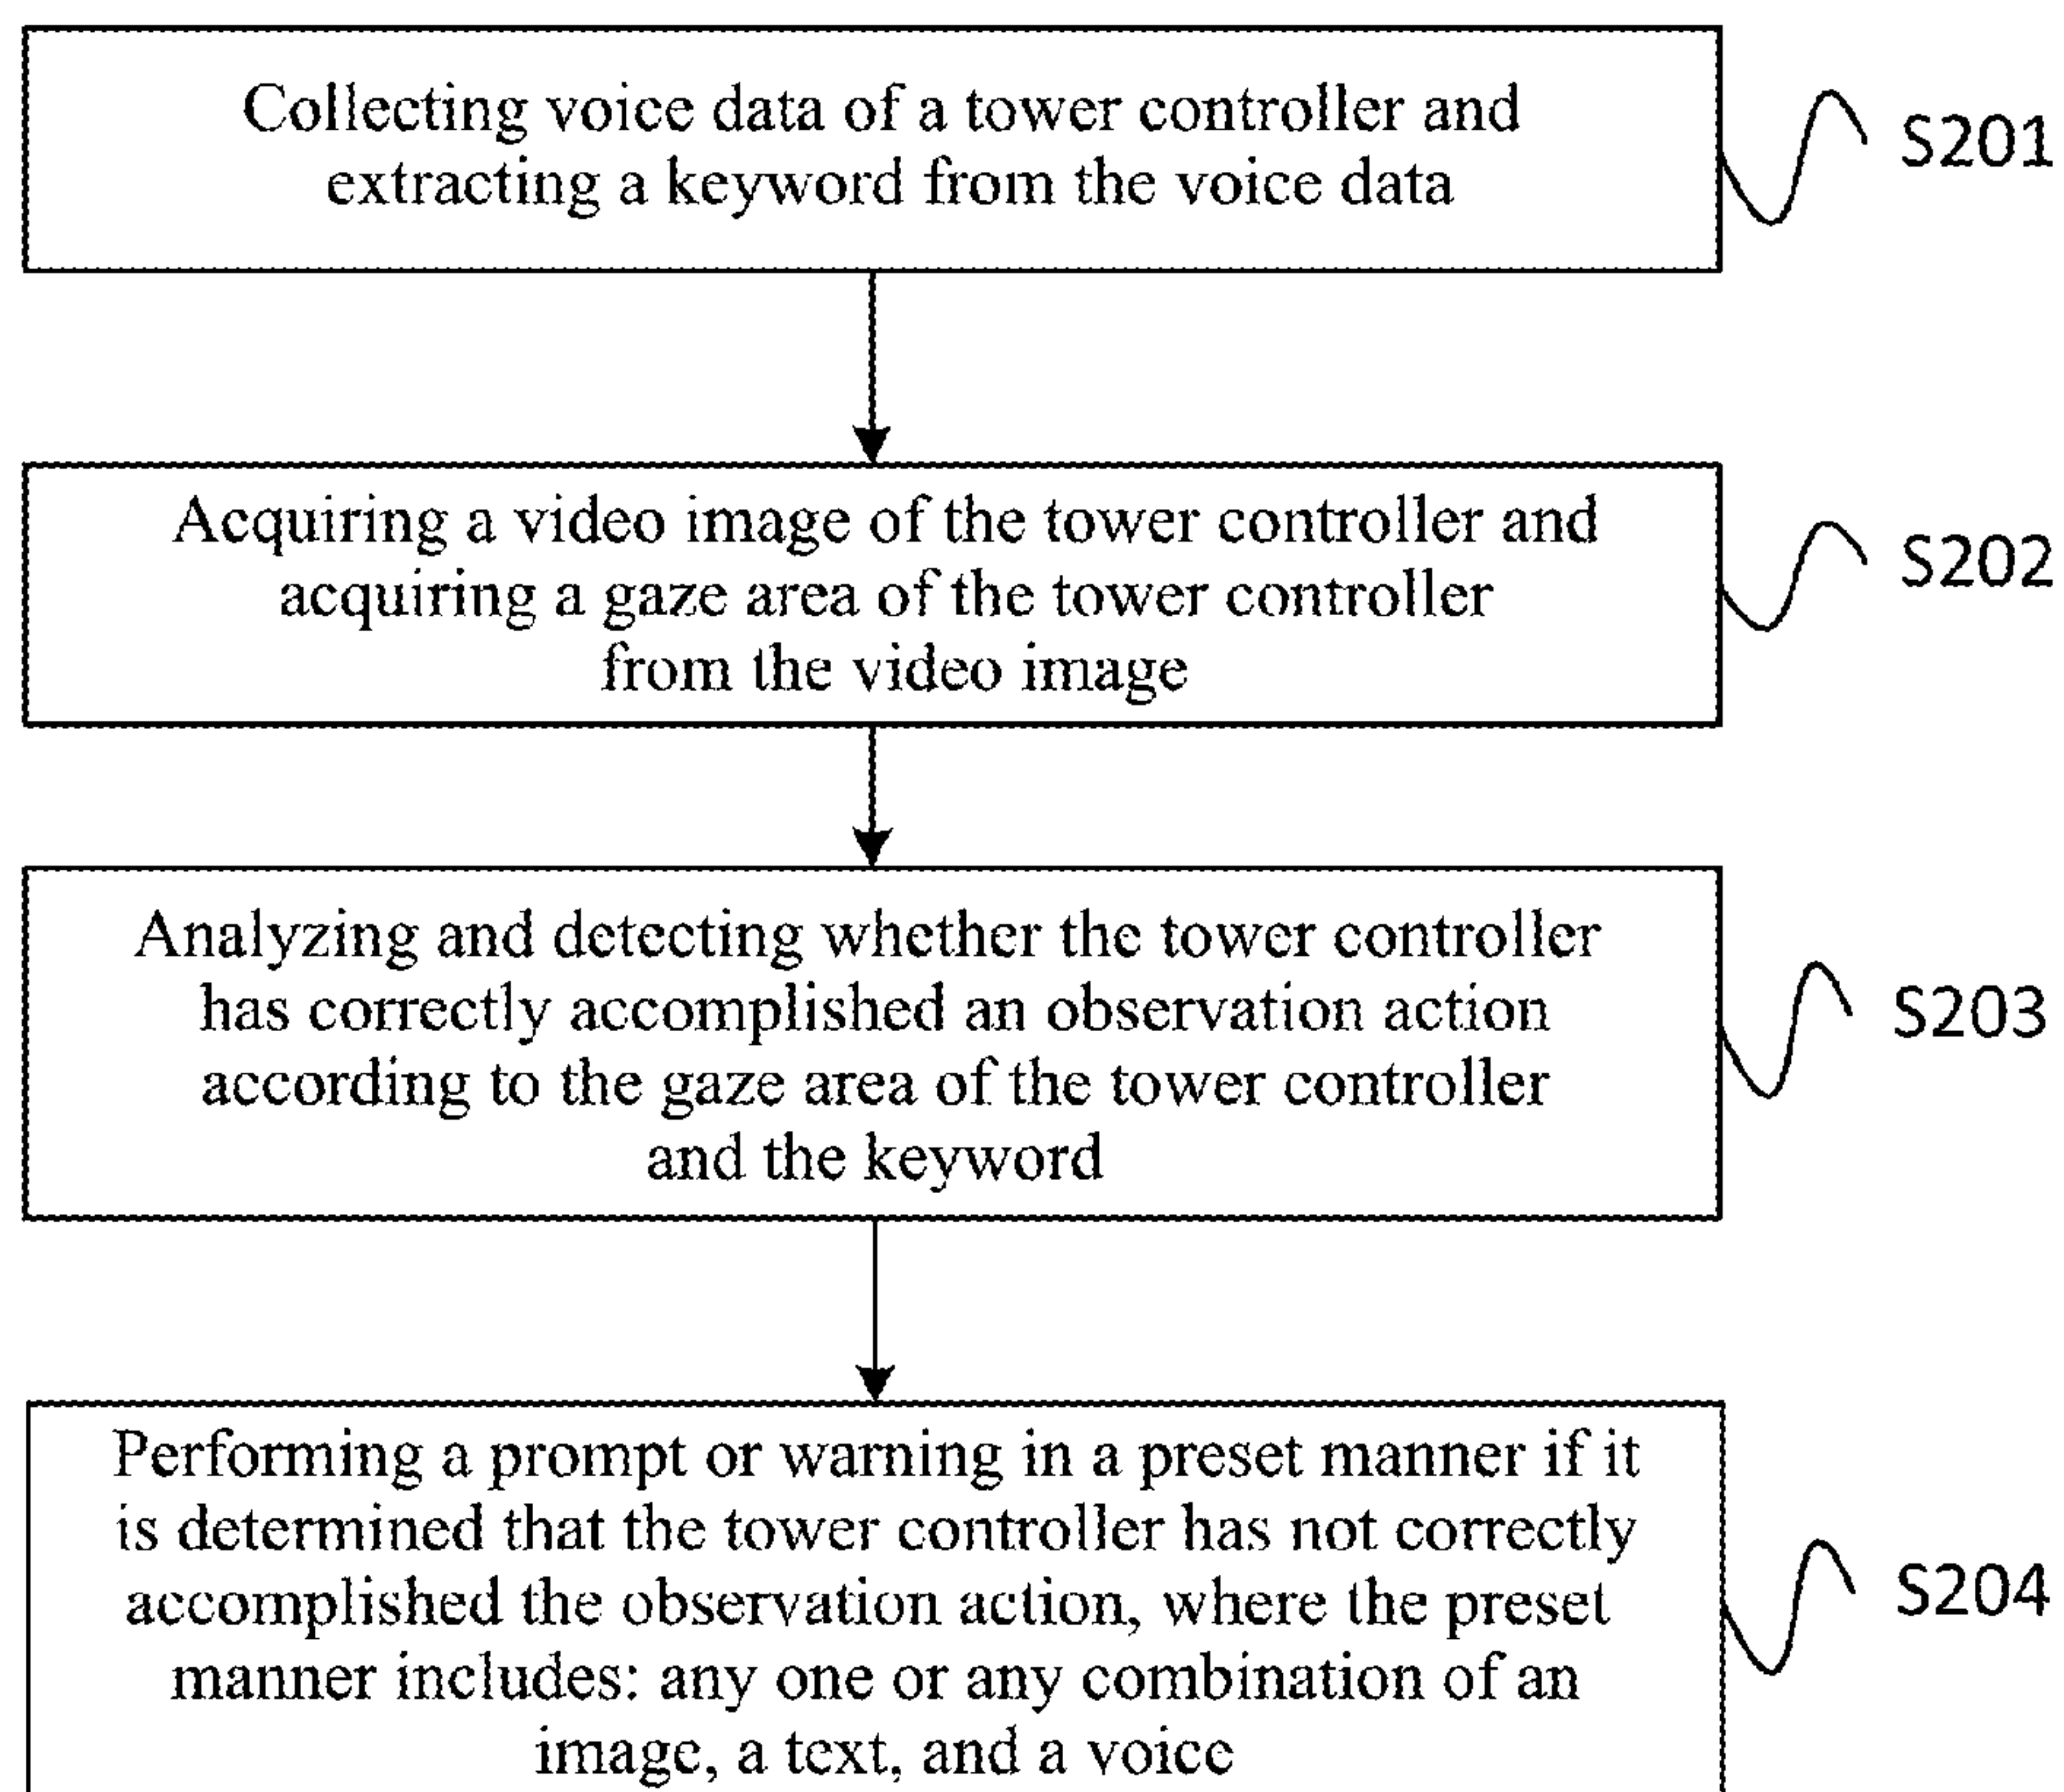 Collecting voice data of a tower controller and
extracting a keyword from the voice data
S201
Acquiring a video image of the tower controller and
acquiring a gaze area of the tower controller
from the video image
S202
Analyzing and detecting whether the tower controller
has correctly accomplished an observation action
according to the gaze area of the tower controller
and the keyword
S203
Performing a prompt or warning in a preset manner if it
is determined that the tower controller has not correctly
accomplished the observation action, where the preset
manner includes: any one or any combination of an
image, a text, and a voice
S204